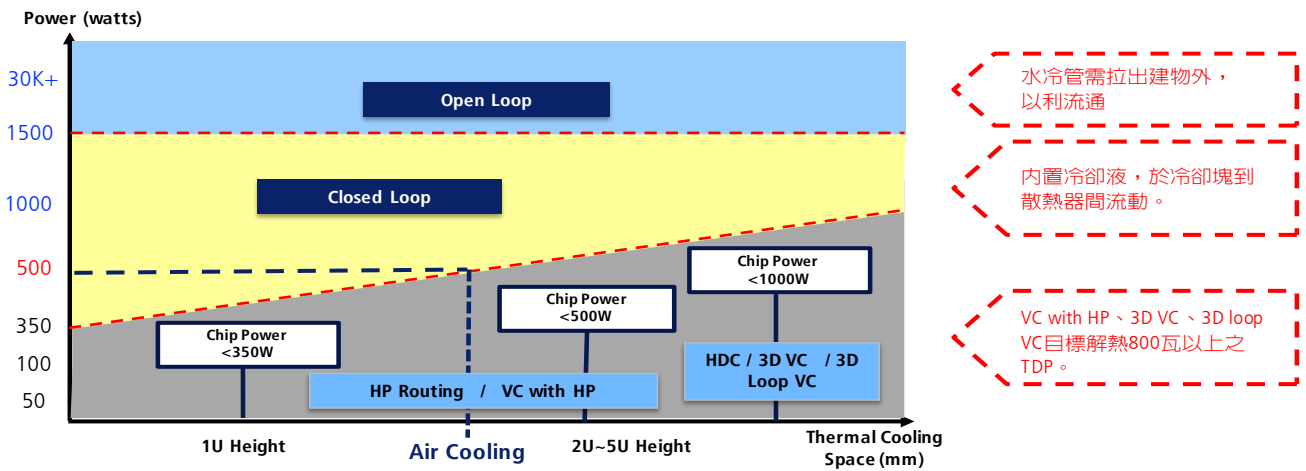 Power (watts)
30K+
1500
1000
500
350
100
50
Open Loop
Closed Loop
Chip Power
<350W
Chip Power
<500W
Chip Power
<1000W
HP Routing / VC with HP
HDC / 3D VC / 3D
Loop VC
1U Height
Air Cooling
2U~5U Height
Thermal Cooling
Space (mm)
水冷管需拉出建物外，
以利流通
內置冷卻液，於冷卻塊到
散熱器間流動。
VC with HP、3D VC、3D loop
VC目標解熱800瓦以上之
TDP。